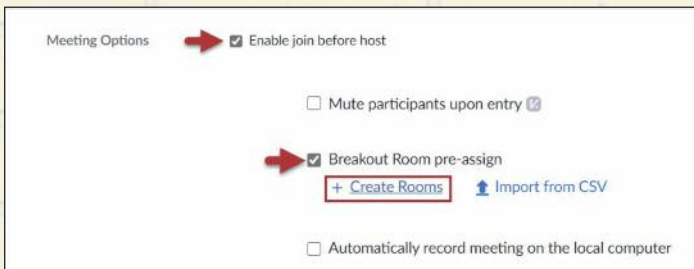 Meeting Options
Enable join before host
Mute participants upon entry
Breakout Room pre-assign
+ Create Rooms
Import from CSV
Automatically record meeting on the local computer